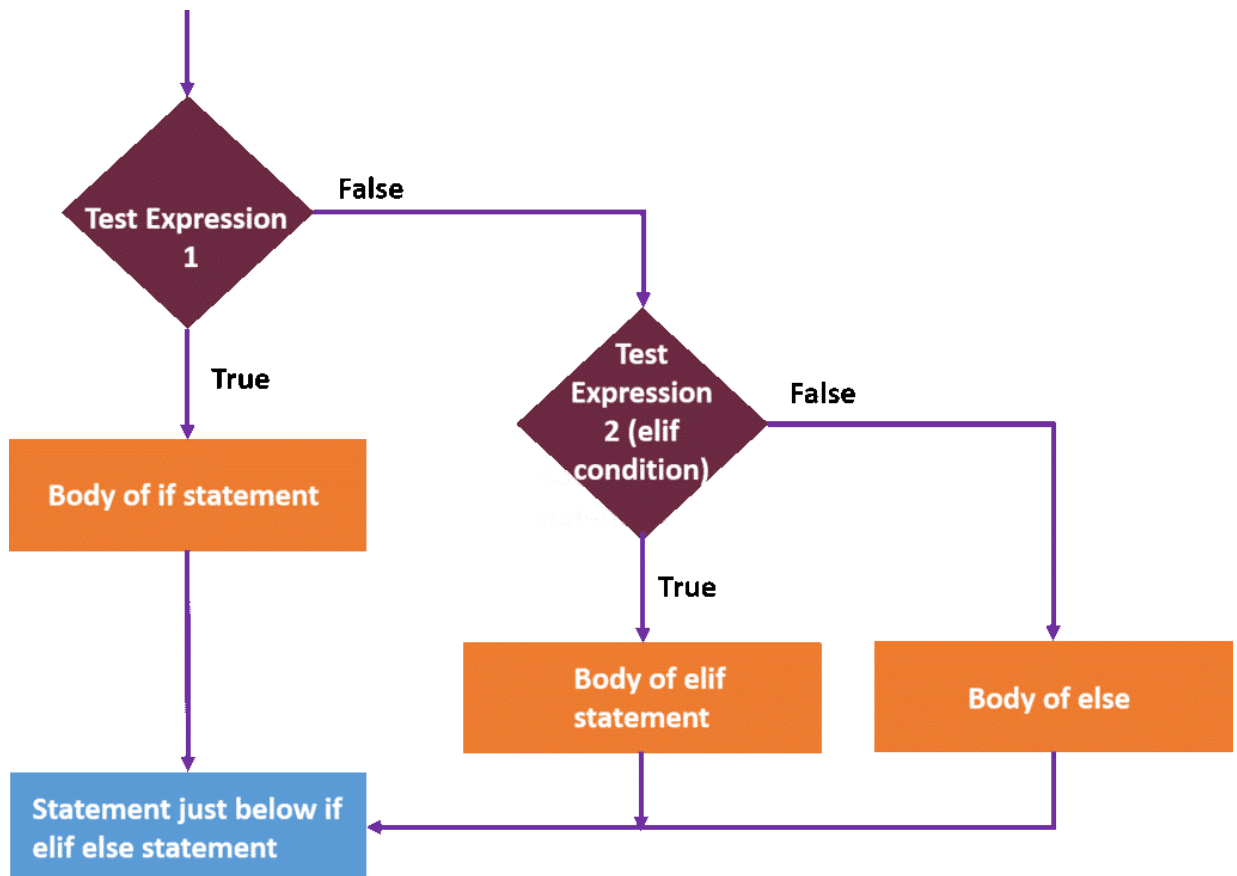 False
Test Expression
1
True
Test
Expression
2 (elif
condition)
False
Body of if statement
True
Body of elif
statement
Body of else
Statement just below if
elif else statement